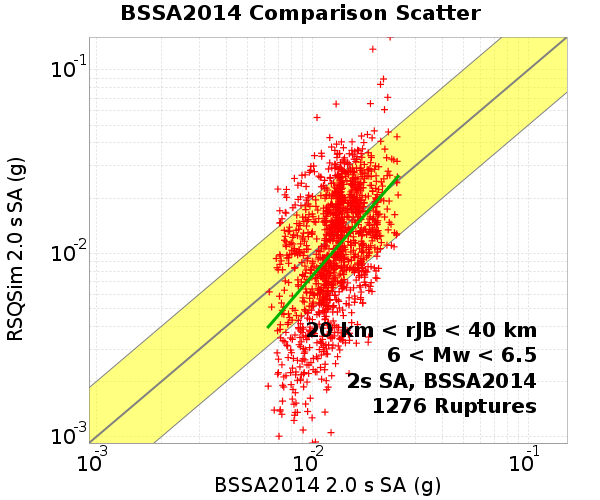 BSSA2014 Comparison Scatter
RSQSim 2.0 s SA (g)
10-1
10-2
10-3
20 km < rJB < 40 km
6 < Mw < 6.5
2s SA, BSSA2014
1276 Ruptures
10-3 10-2 10-1
BSSA2014 2.0 s SA (g)